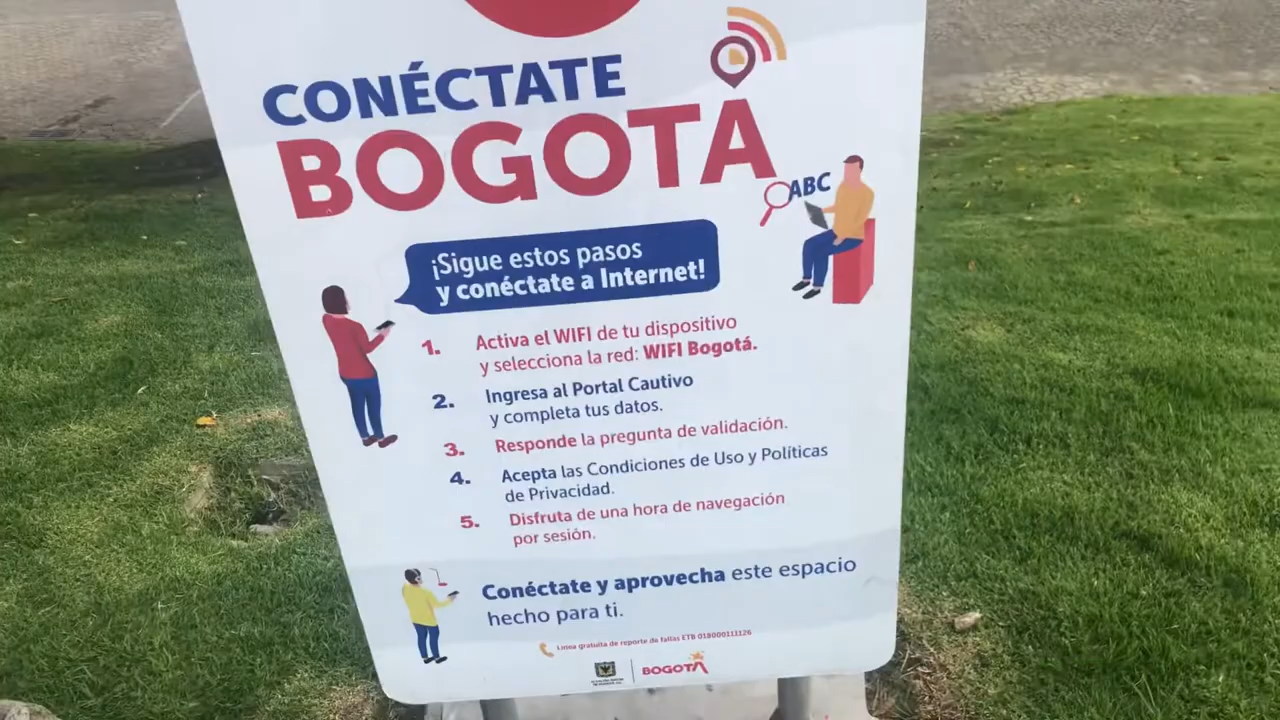 CONÉCTATE
BOGOTÁ
ABC
¡Sigue estos pasos
y conéctate a Internet!
1. Activa el WIFI de tu dispositivo
y selecciona la red: WIFI Bogotá.
2. Ingresa al Portal Cautivo
y completa tus datos.
3. Responde la pregunta de validación.
4. Acepta las Condiciones de Uso y Políticas
de Privacidad.
5. Disfruta de una hora de navegación
por sesión.
Conéctate y aprovecha este espacio
hecho para ti.
Línea gratuita de reporte de fallas ETB 018000111126
BOGOTÁ